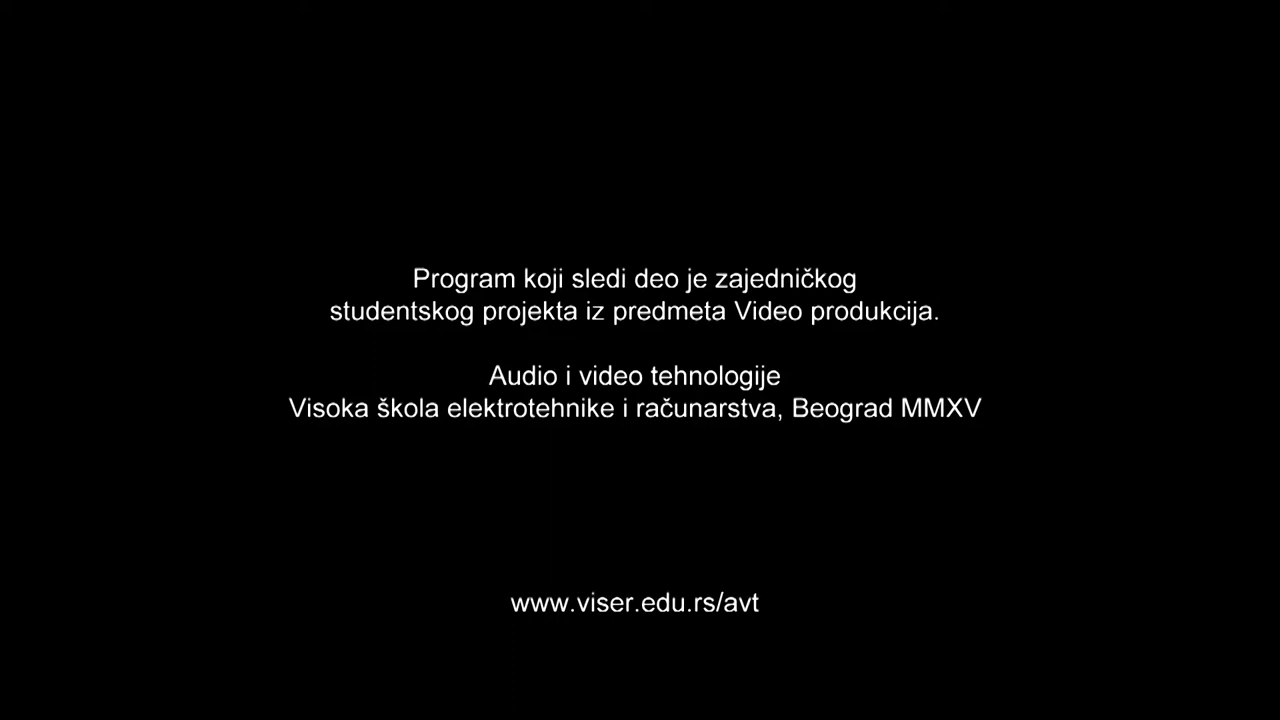 Program koji sledi deo je zajedničkog
studentskog projekta iz predmeta Video produkcija.
Audio i video tehnologije
Visoka škola elektrotehnike i računarstva, Beograd MMXV
www.viser.edu.rs/avt